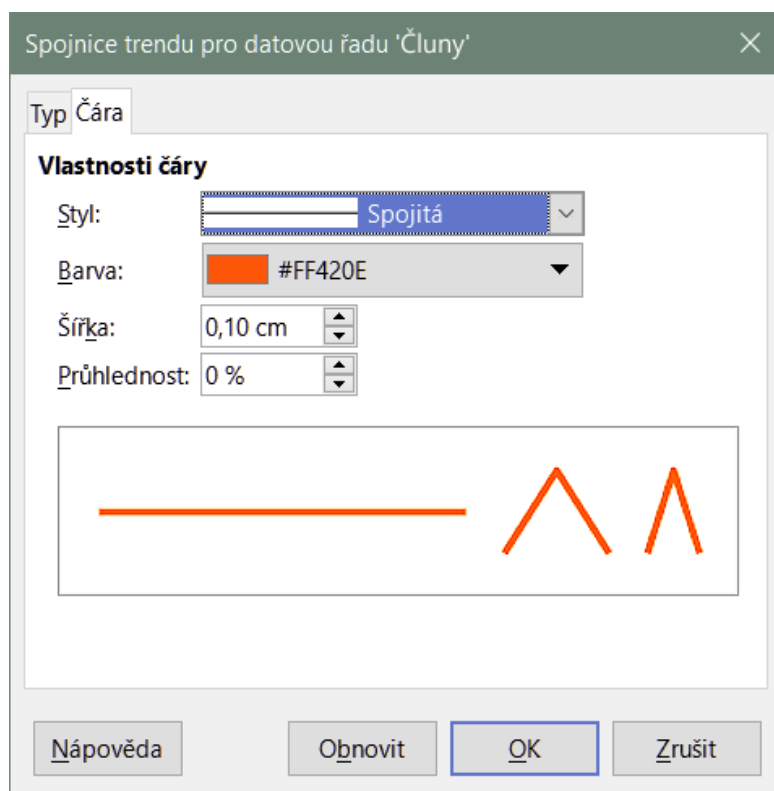 Spojnice trendu pro datovou řadu 'Čluny'
Typ Čára
Vlastnosti čáry
Styl: Spojitá
Barva: #FF420E
Šířka: 0,10 cm
Průhlednost: 0 %
Nápověda Obnovit OK Zrušit